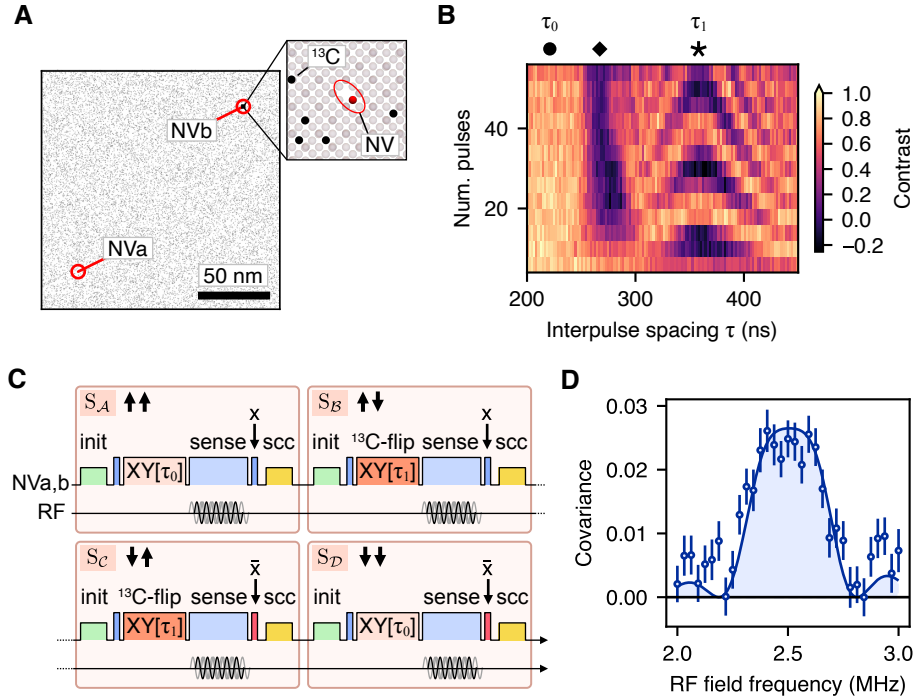 A
¹³C
NV
NVb
NVa
50 nm
B
τ₀
τ₁
1.0
0.8
0.6
0.4
0.2
0.0
−0.2
Contrast
40
20
Num. pulses
200
300
400
Interpulse spacing τ (ns)
C
S_𝒜
init
XY[τ₀]
sense
x
scc
S_ℬ
init
¹³C-flip
XY[τ₁]
sense
x
scc
NVa,b
RF
S_𝒞
init
¹³C-flip
XY[τ₁]
sense
x̄
scc
S_𝒟
init
XY[τ₀]
sense
x̄
scc
D
0.03
0.02
0.01
0.00
Covariance
2.0
2.5
3.0
RF field frequency (MHz)